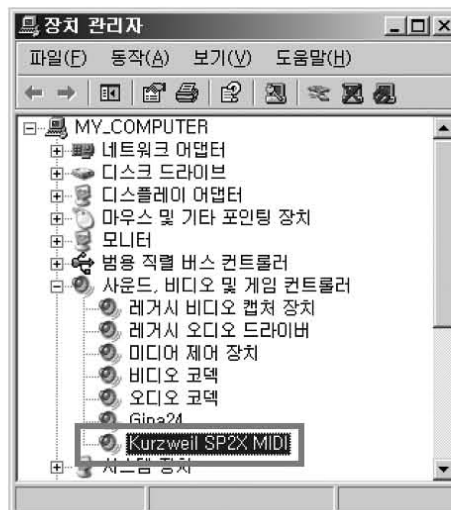 장치 관리자
파일(F) 동작(A) 보기(V) 도움말(H)
MY_COMPUTER
네트워크 어댑터
디스크 드라이브
디스플레이 어댑터
마우스 및 기타 포인팅 장치
모니터
범용 직렬 버스 컨트롤러
사운드, 비디오 및 게임 컨트롤러
레거시 비디오 캡처 장치
레거시 오디오 드라이버
미디어 제어 장치
비디오 코덱
오디오 코덱
Gina24
Kurzweil SP2X MIDI
시스템 장치